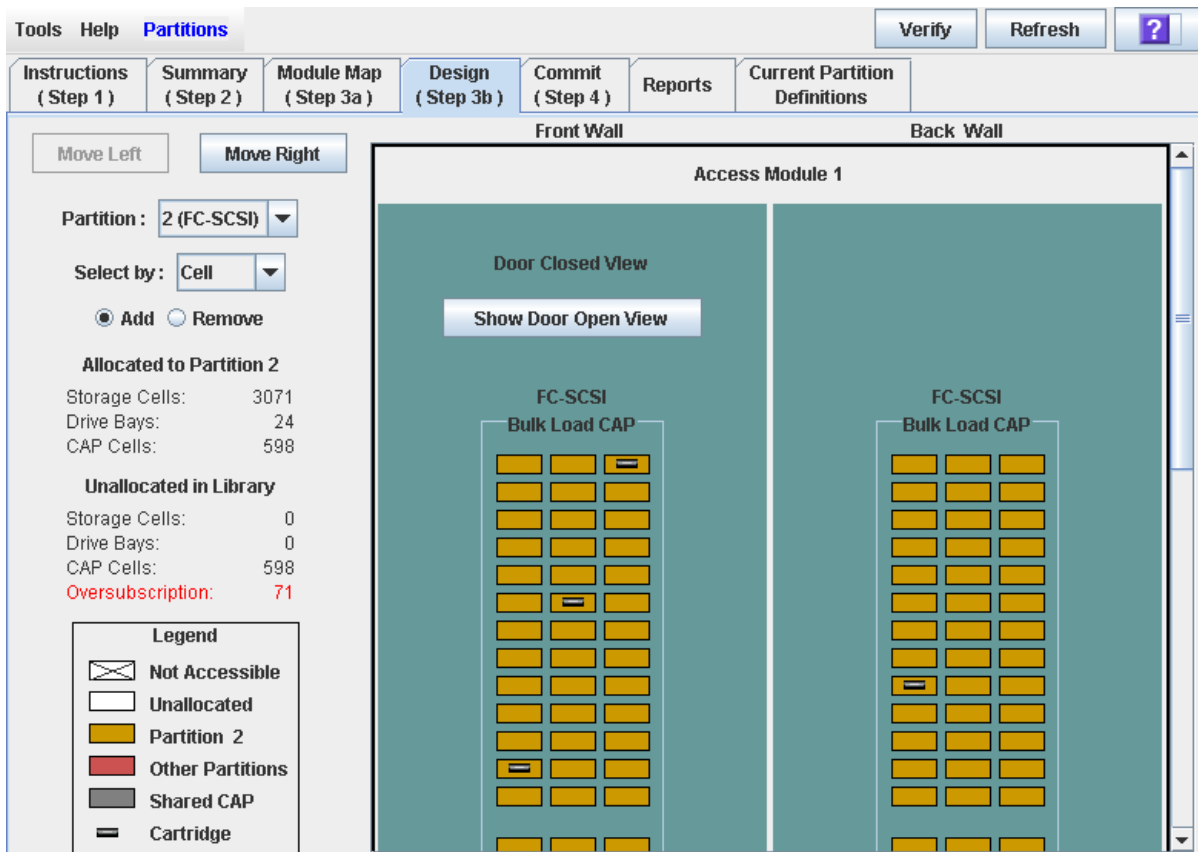 Tools Help Partitions
Verify Refresh ?
Instructions
( Step 1 )
Summary
( Step 2 )
Module Map
( Step 3a )
Design
( Step 3b )
Commit
( Step 4 )
Reports
Current Partition
Definitions
Move Left Move Right
Partition : 2 (FC-SCSI)
Select by : Cell
Add Remove
Allocated to Partition 2
Storage Cells: 3071
Drive Bays: 24
CAP Cells: 598
Unallocated in Library
Storage Cells: 0
Drive Bays: 0
CAP Cells: 598
Oversubscription: 71
Legend
Not Accessible
Unallocated
Partition 2
Other Partitions
Shared CAP
Cartridge
Front Wall Back Wall
Access Module 1
Door Closed View
Show Door Open View
FC-SCSI
Bulk Load CAP
FC-SCSI
Bulk Load CAP